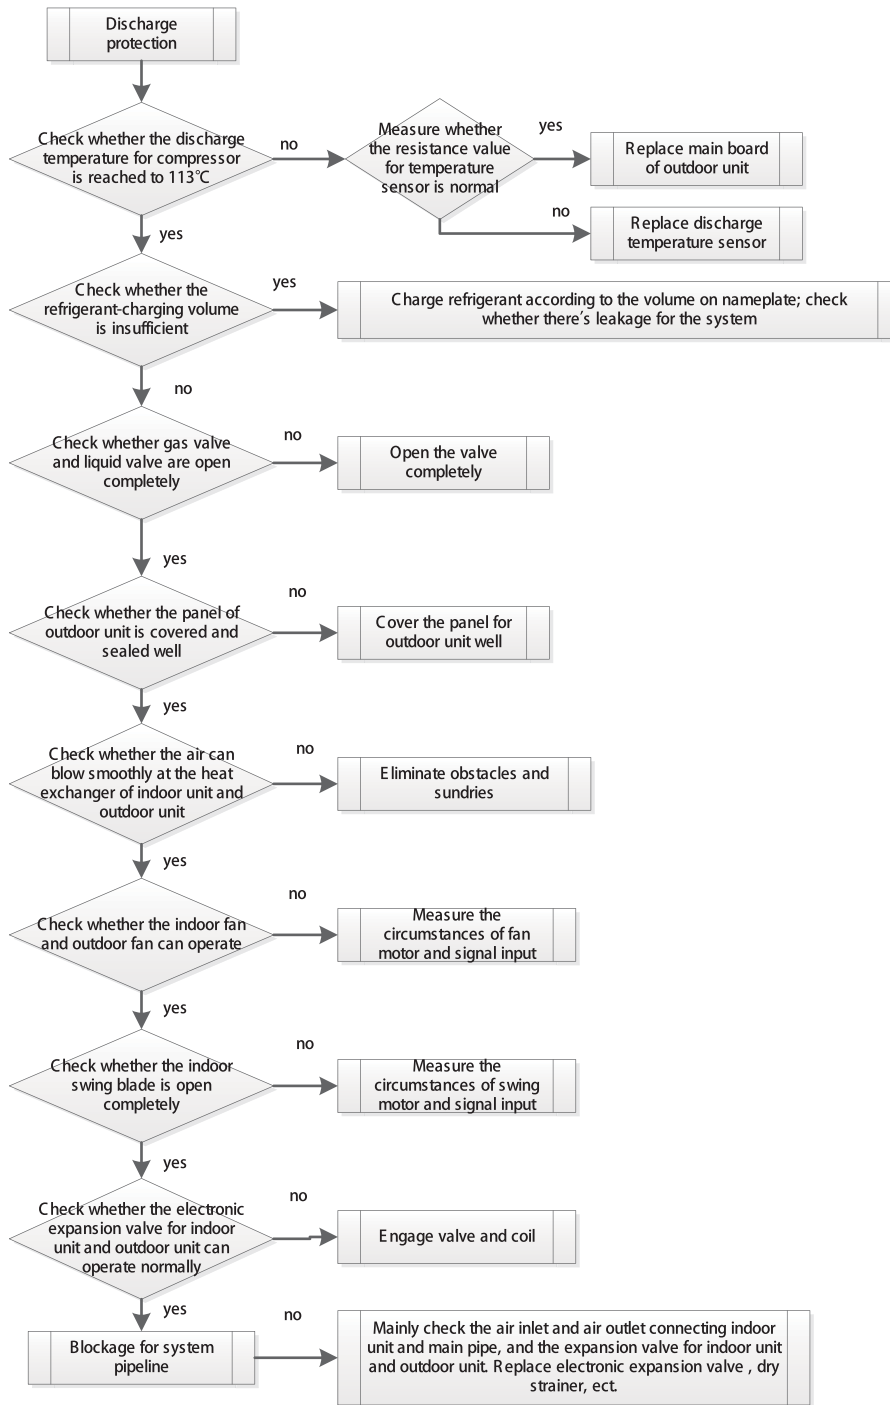 Discharge
protection
Check whether the discharge
temperature for compressor
is reached to 113℃
no
Measure whether
the resistance value
for temperature
sensor is normal
yes
Replace main board
of outdoor unit
no
Replace discharge
temperature sensor
yes
Check whether the
refrigerant-charging volume
is insufficient
yes
Charge refrigerant according to the volume on nameplate; check
whether there's leakage for the system
no
Check whether gas valve
and liquid valve are open
completely
no
Open the valve
completely
yes
Check whether the panel of
outdoor unit is covered and
sealed well
no
Cover the panel for
outdoor unit well
yes
Check whether the air can
blow smoothly at the heat
exchanger of indoor unit and
outdoor unit
no
Eliminate obstacles and
sundries
yes
Check whether the indoor fan
and outdoor fan can operate
no
Measure the
circumstances of fan
motor and signal input
yes
Check whether the indoor
swing blade is open
completely
no
Measure the
circumstances of swing
motor and signal input
yes
Check whether the electronic
expansion valve for indoor
unit and outdoor unit can
operate normally
no
Engage valve and coil
yes
Blockage for system
pipeline
no
Mainly check the air inlet and air outlet connecting indoor
unit and main pipe, and the expansion valve for indoor unit
and outdoor unit. Replace electronic expansion valve , dry
strainer, ect.